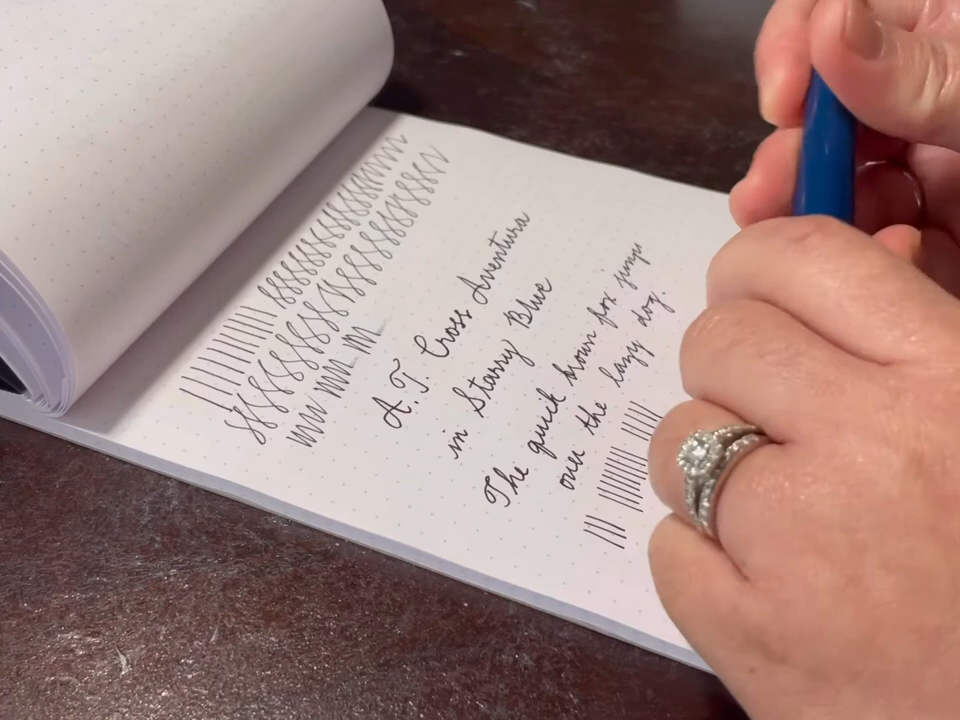 A.T Cross Aventura
in Starry Blue
The quick brown fox jumps
over the lazy dog.